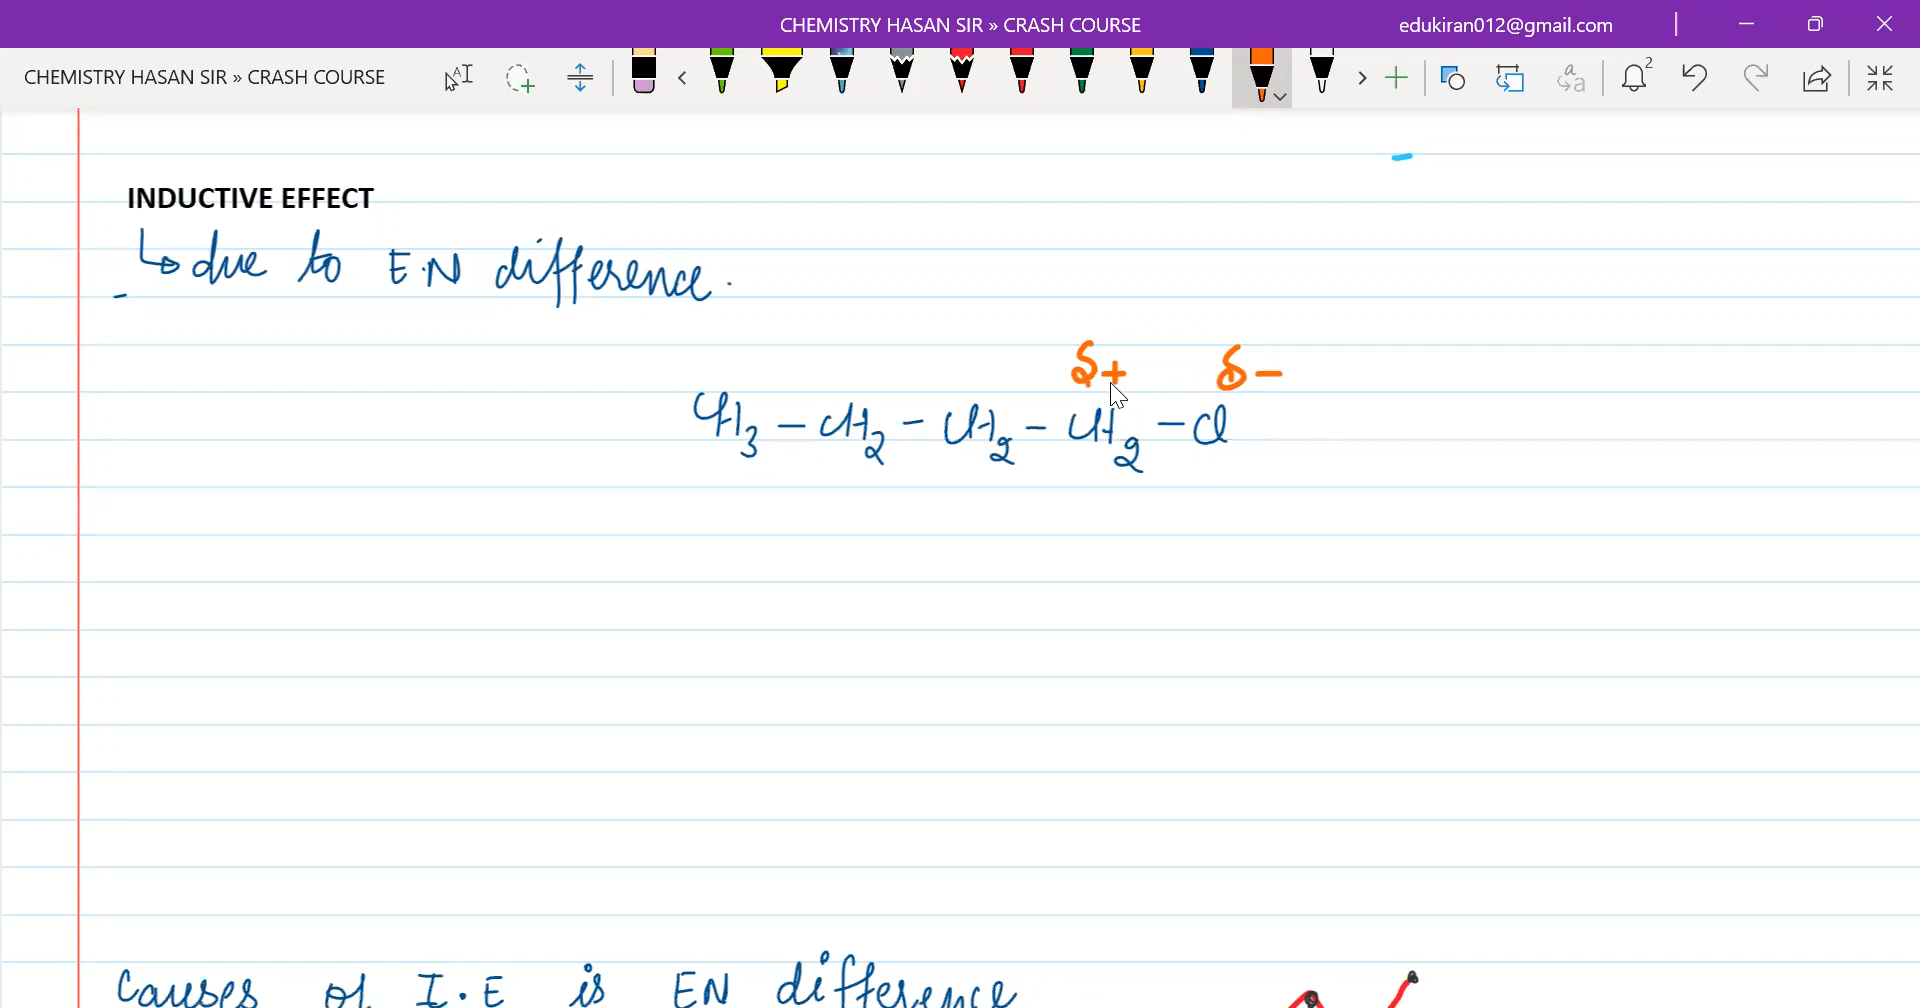 CHEMISTRY HASAN SIR » CRASH COURSE
edukiran012@gmail.com
CHEMISTRY HASAN SIR » CRASH COURSE
2
INDUCTIVE EFFECT
↳ due to E.N difference.
δ+ δ−
CH3 − CH2 − CH2 − CH2 − Cl
Causes of I.E is EN difference